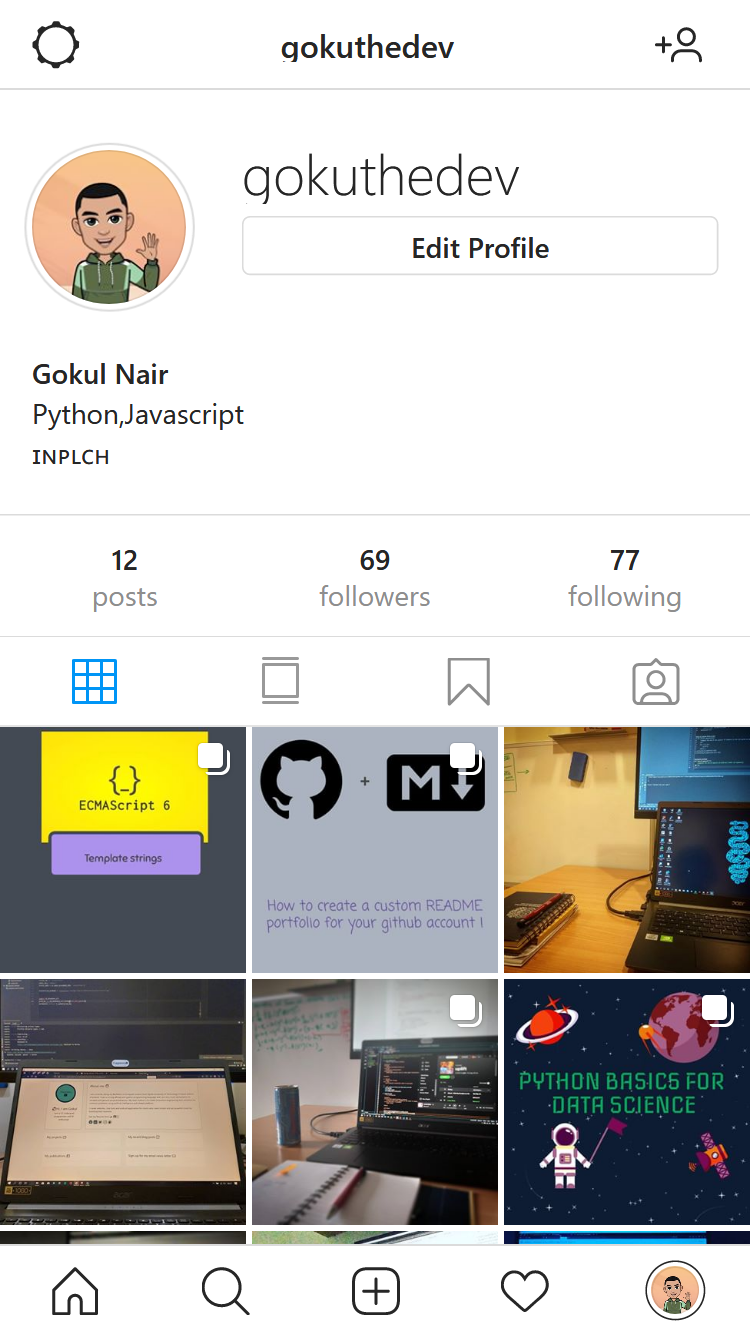 gokuthedev
gokuthedev
Edit Profile
Gokul Nair
Python,Javascript
INPLCH
12
posts
69
followers
77
following
{_}
ECMAScript 6
Template strings
+ M
How to create a custom README
portfolio for your github account !
PYTHON BASICS FOR
DATA SCIENCE
acer